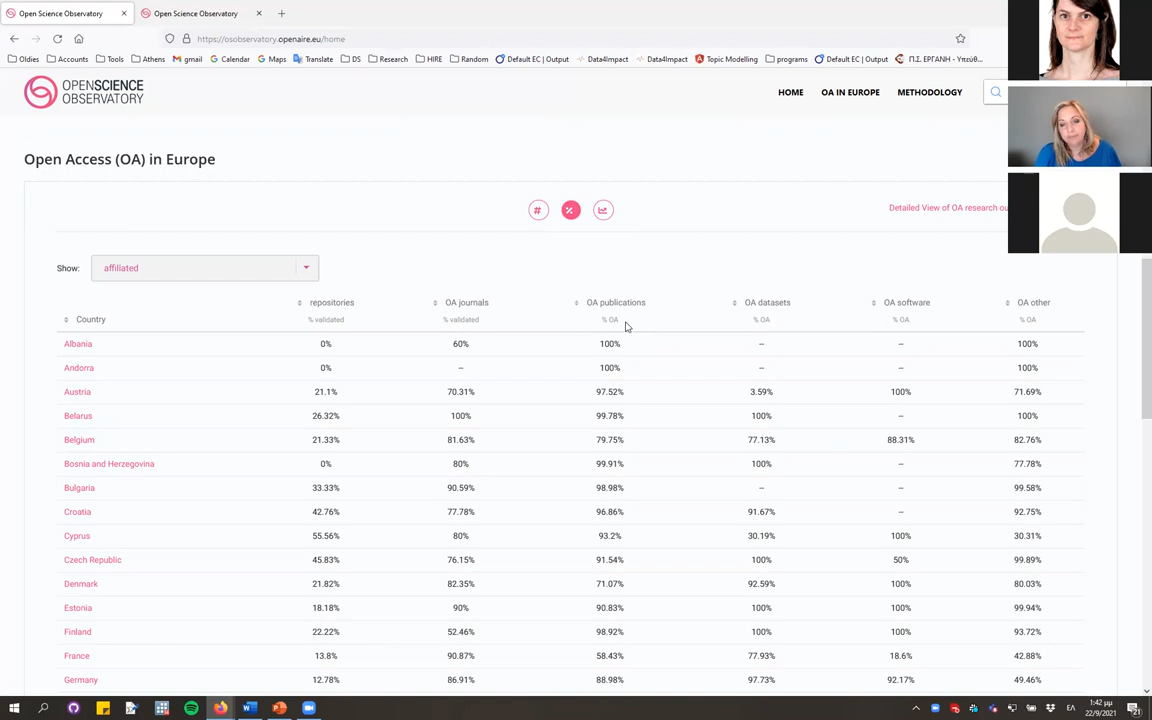 Open Science Observatory Open Science Observatory
https://osobservatory.openaire.eu/home
Oldies Accounts Tools Athens gmail Calendar Maps Translate DS Research HIRE Random Default EC | Output Data4Impact Data4Impact Topic Modelling programs Default EC | Output Π.Σ. ΕΡΓΑΝΗ - Υπεύθ...
OPENSCIENCE
OBSERVATORY
HOME OA IN EUROPE METHODOLOGY
Open Access (OA) in Europe
Detailed View of OA research ou
Show: affiliated
repositories OA journals OA publications OA datasets OA software OA other
Country % validated % validated % OA % OA % OA % OA
Albania 0% 60% 100% -- -- 100%
Andorra 0% -- 100% -- -- 100%
Austria 21.1% 70.31% 97.52% 3.59% 100% 71.69%
Belarus 26.32% 100% 99.78% 100% -- 100%
Belgium 21.33% 81.63% 79.75% 77.13% 88.31% 82.76%
Bosnia and Herzegovina 0% 80% 99.91% 100% -- 77.78%
Bulgaria 33.33% 90.59% 98.98% -- -- 99.58%
Croatia 42.76% 77.78% 96.86% 91.67% -- 92.75%
Cyprus 55.56% 80% 93.2% 30.19% 100% 30.31%
Czech Republic 45.83% 76.15% 91.54% 100% 50% 99.89%
Denmark 21.82% 82.35% 71.07% 92.59% 100% 80.03%
Estonia 18.18% 90% 90.83% 100% 100% 99.94%
Finland 22.22% 52.46% 98.92% 100% 100% 93.72%
France 13.8% 90.87% 58.43% 77.93% 18.6% 42.88%
Germany 12.78% 86.91% 88.98% 97.73% 92.17% 49.46%
ΕΛ
1:42 μμ
22/9/2021
21